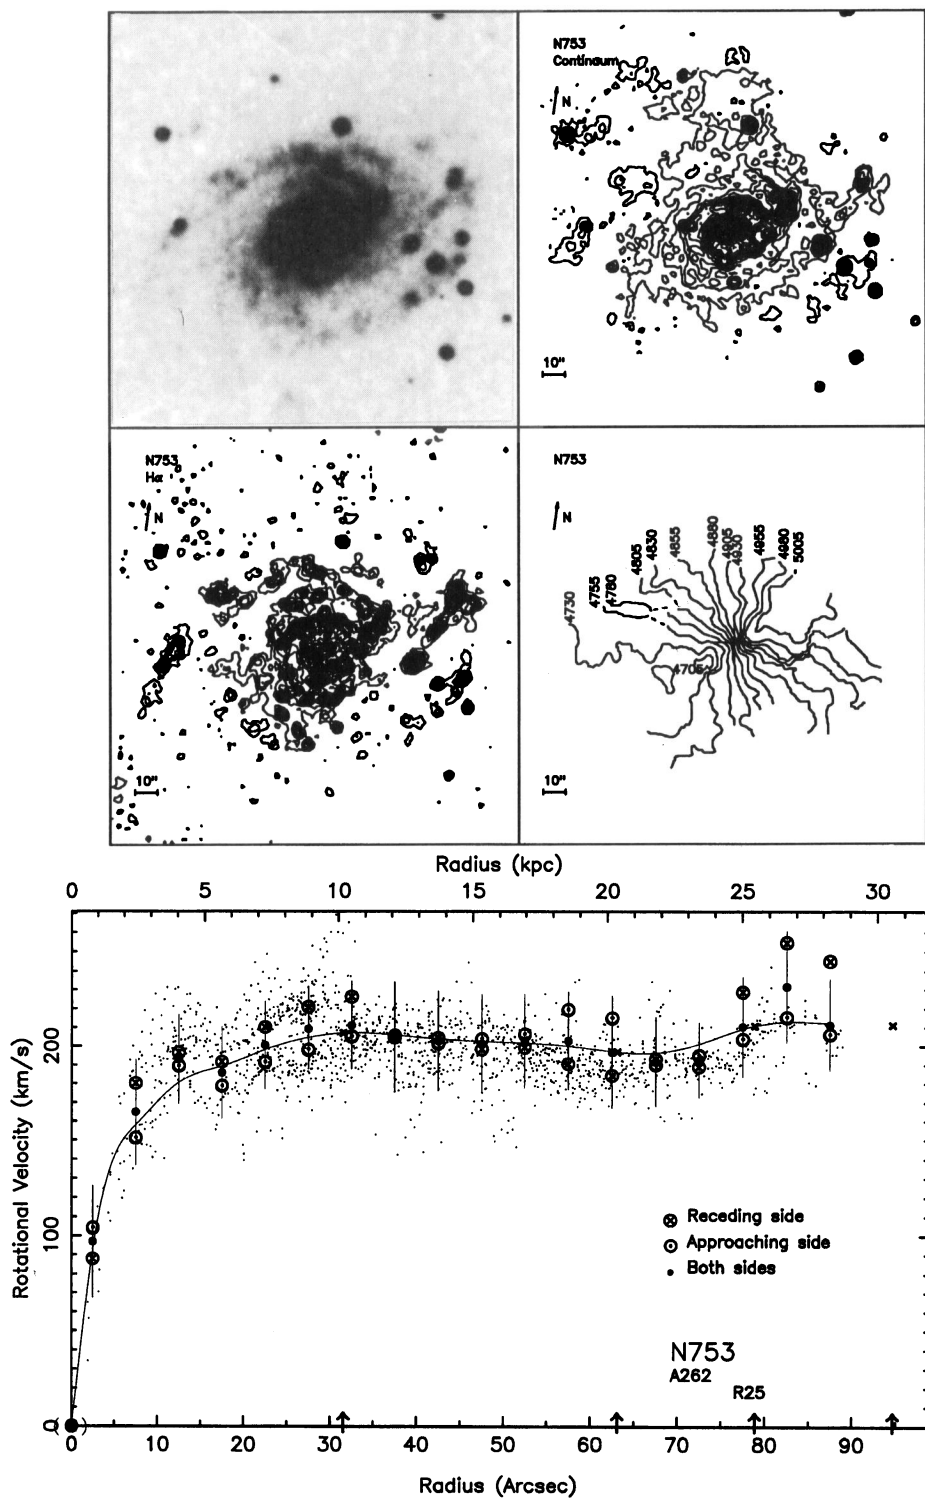 N753
Continuum
N
10"
N753
Hα
N
10"
N753
N
4730
4755
4780
4805
4830
4855
4880
4905
4930
4955
4980
5005
4705
10"
Radius (kpc)
0 5 10 15 20 25 30
Rotational Velocity (km/s)
200
100
0
Receding side
Approaching side
Both sides
N753
A262
R25
0 10 20 30 40 50 60 70 80 90
Radius (Arcsec)